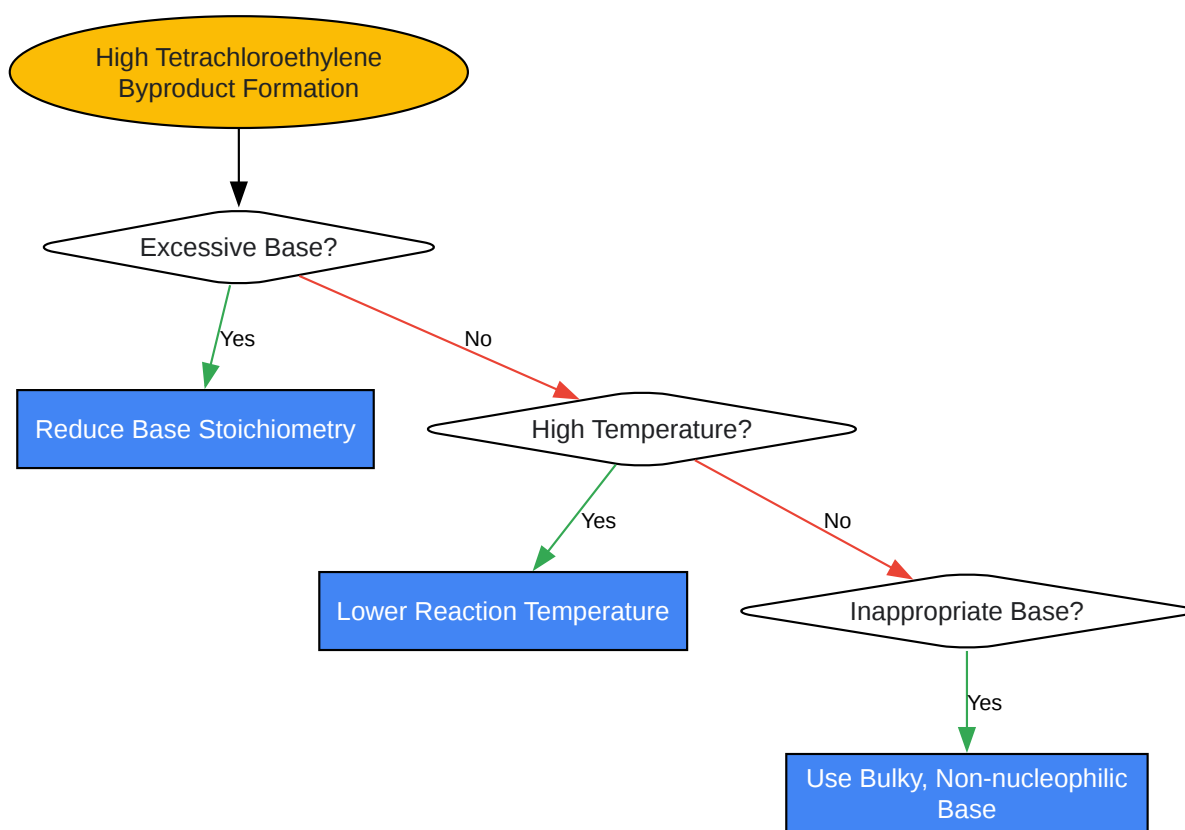 High Tetrachloroethylene
Byproduct Formation
Excessive Base?
Yes
No
Reduce Base Stoichiometry
High Temperature?
Yes
No
Lower Reaction Temperature
Inappropriate Base?
Yes
Use Bulky, Non-nucleophilic
Base